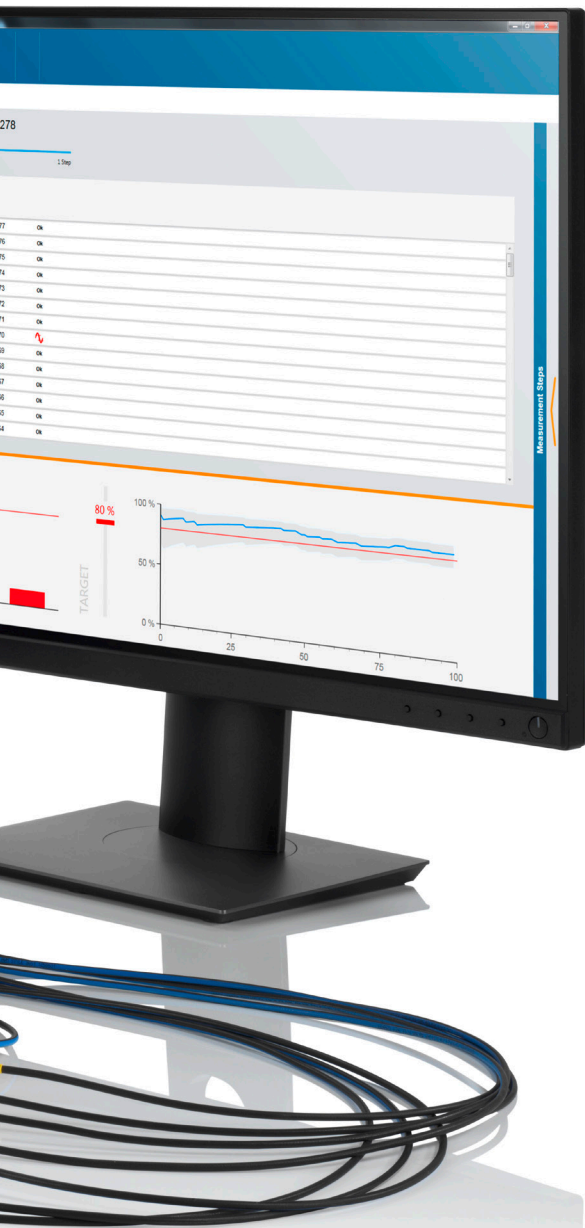 278
1 Step
77 Ok
76 Ok
75 Ok
74 Ok
73 Ok
72 Ok
71 Ok
70
69 Ok
68 Ok
67 Ok
66 Ok
65 Ok
64 Ok
Measurement Steps
80 %
TARGET
100 %
50 %
0 %
0 25 50 75 100